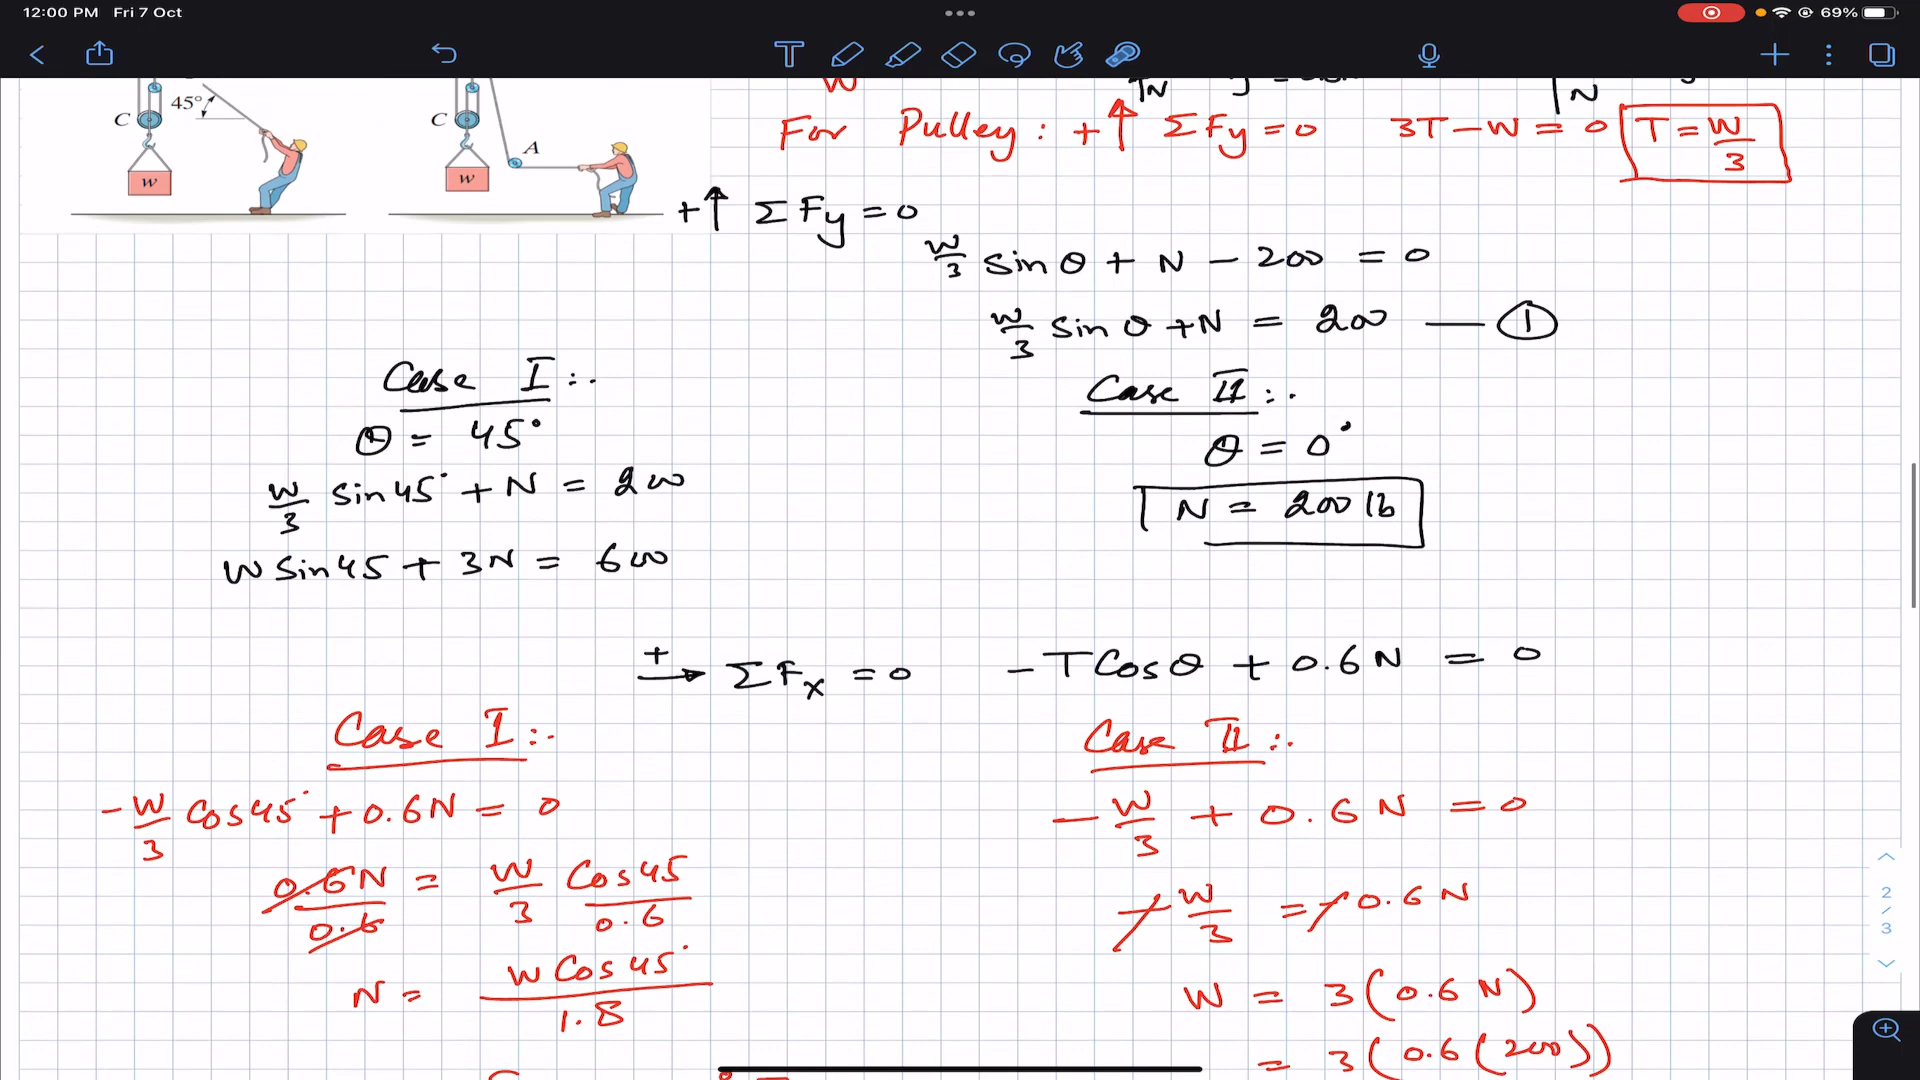 12:00 PM Fri 7 Oct
69%
T
45°
C
W
C
A
W
W
N
N
For Pulley : +↑ ΣFy = 0 3T - W = 0 T = W/3
+↑ ΣFy = 0
W/3 sin θ + N - 200 = 0
W/3 sin θ + N = 200 — ①
Case I :.
θ = 45°
W/3 sin 45° + N = 200
W sin 45 + 3N = 600
Case II :.
θ = 0°
N = 200 lb
+→ ΣFx = 0 - T Cos θ + 0.6 N = 0
Case I :.
- W/3 Cos 45° + 0.6 N = 0
0.6 N / 0.6 = W/3 Cos 45 / 0.6
N = W Cos 45° / 1.8
Case II :.
- W/3 + 0.6 N = 0
- W/3 = - 0.6 N
W = 3 ( 0.6 N )
= 3 ( 0.6 ( 200 ) )
2
/
3